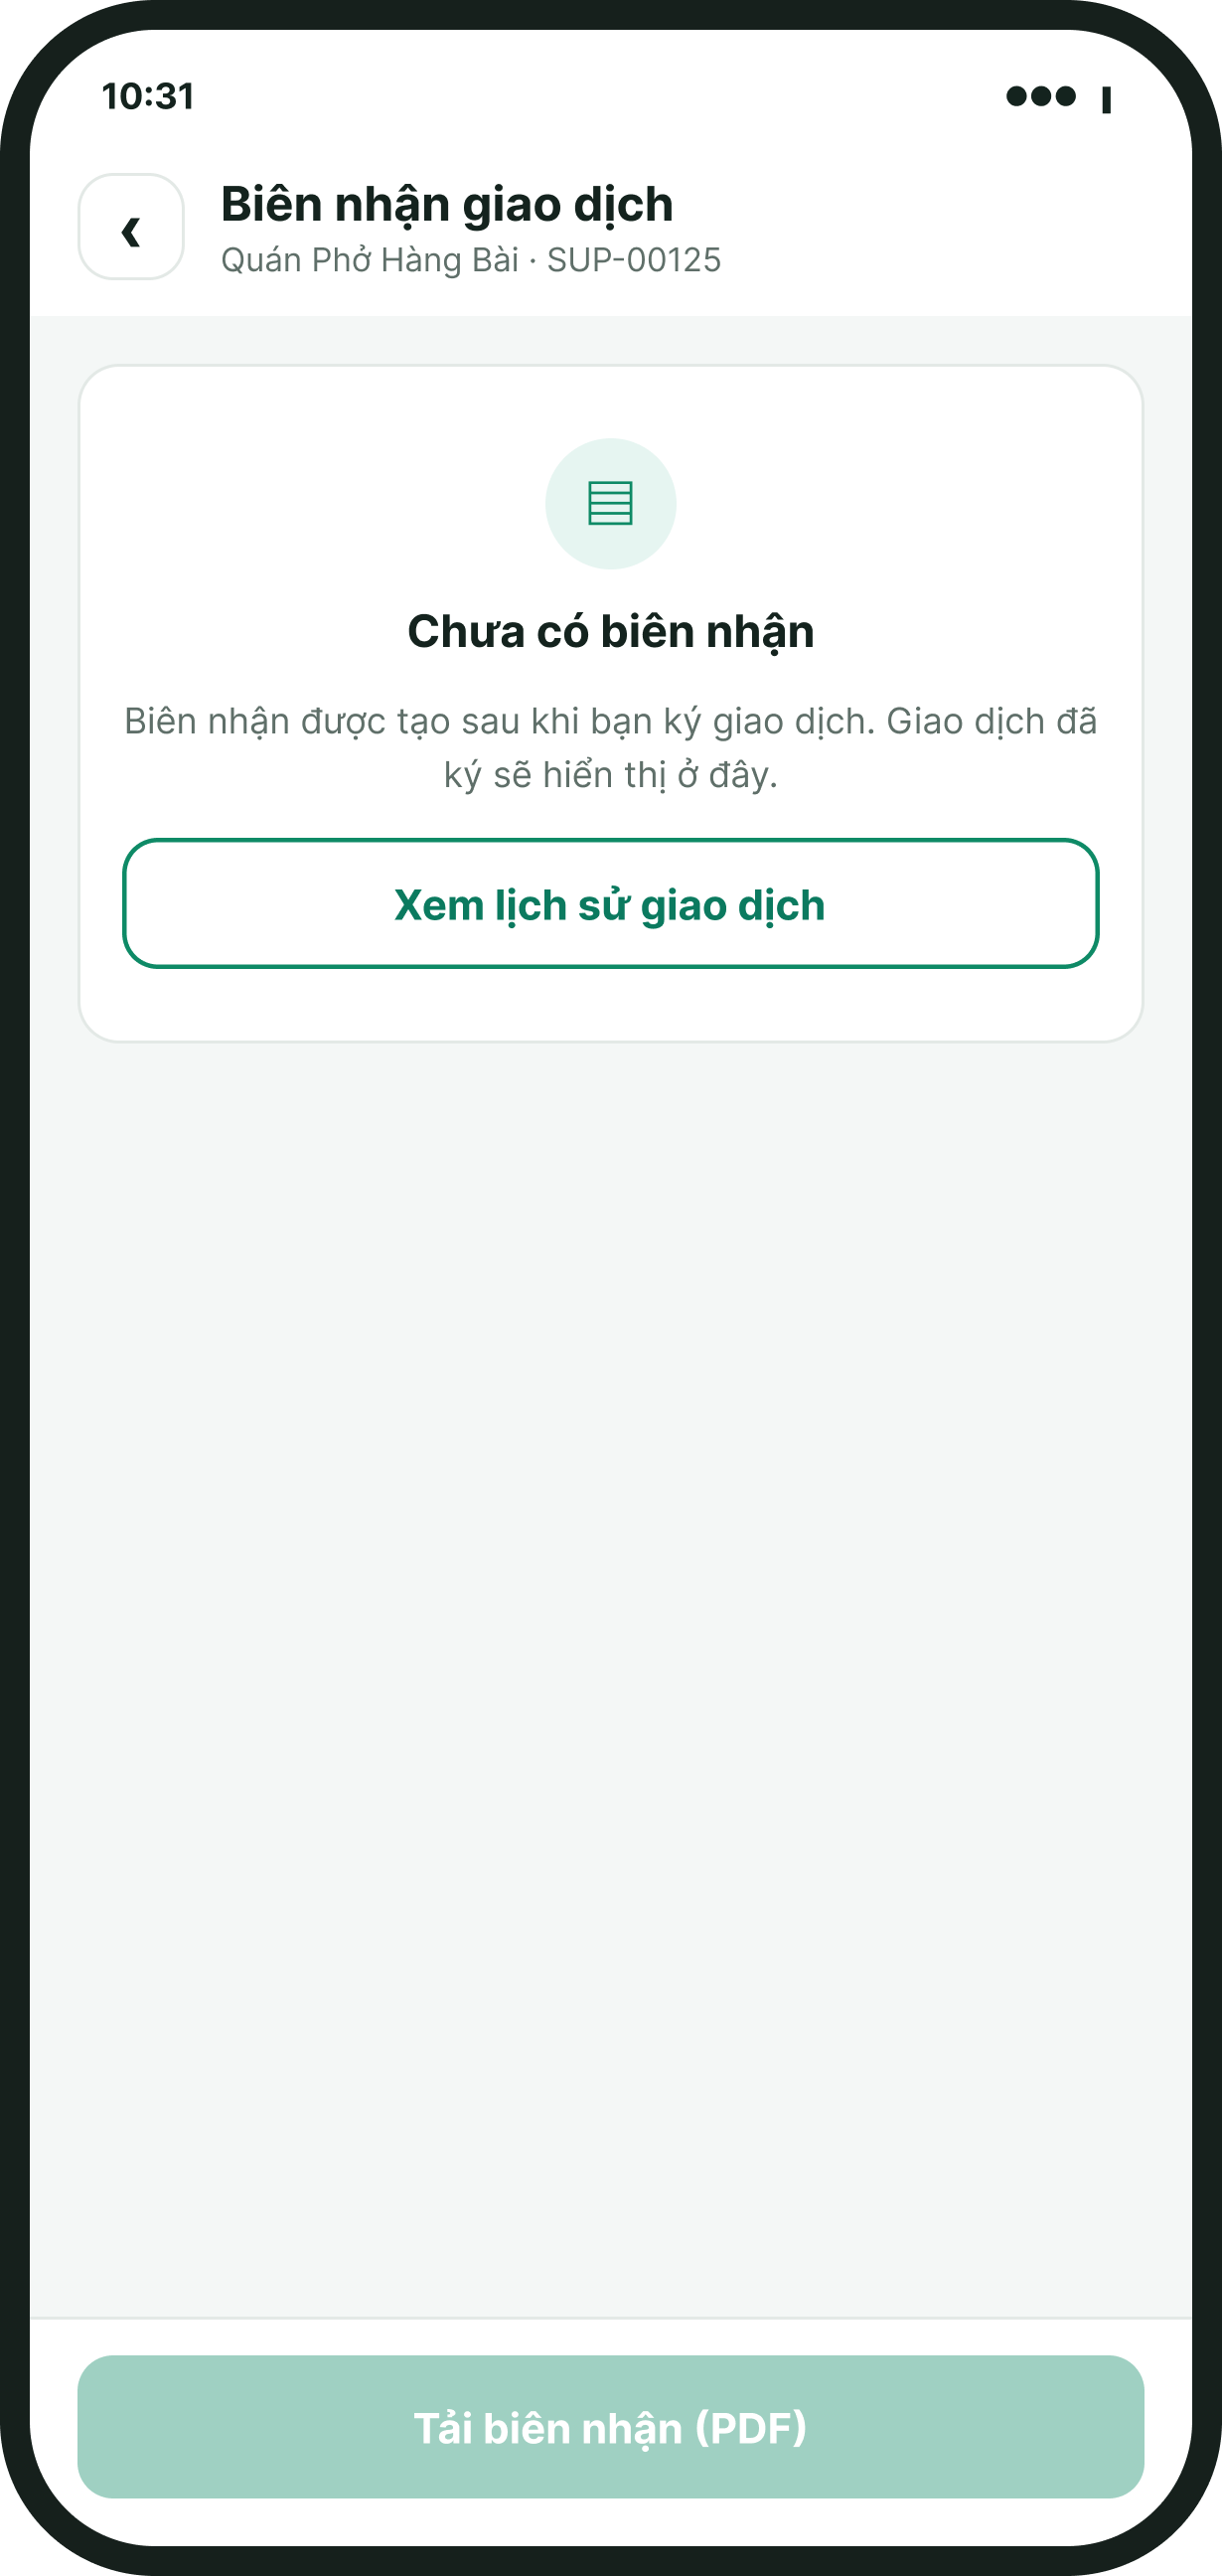 10:31
Biên nhận giao dịch
Quán Phở Hàng Bài · SUP-00125
Chưa có biên nhận
Biên nhận được tạo sau khi bạn ký giao dịch. Giao dịch đã
ký sẽ hiển thị ở đây.
Xem lịch sử giao dịch
Tải biên nhận (PDF)